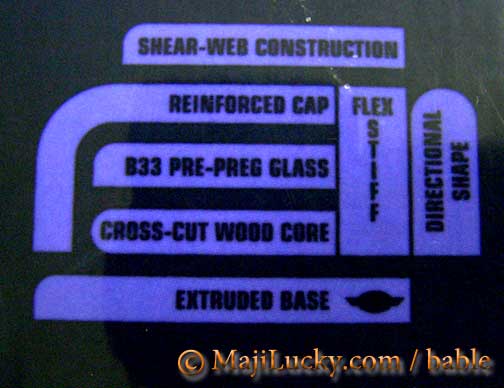 SHEAR-WEB CONSTRUCTION
REINFORCED CAP
FLEX
STIFF
DIRECTIONAL
SHAPE
B33 PRE-PREG GLASS
CROSS-CUT WOOD CORE
EXTRUDED BASE
© MajiLucky.com / bable